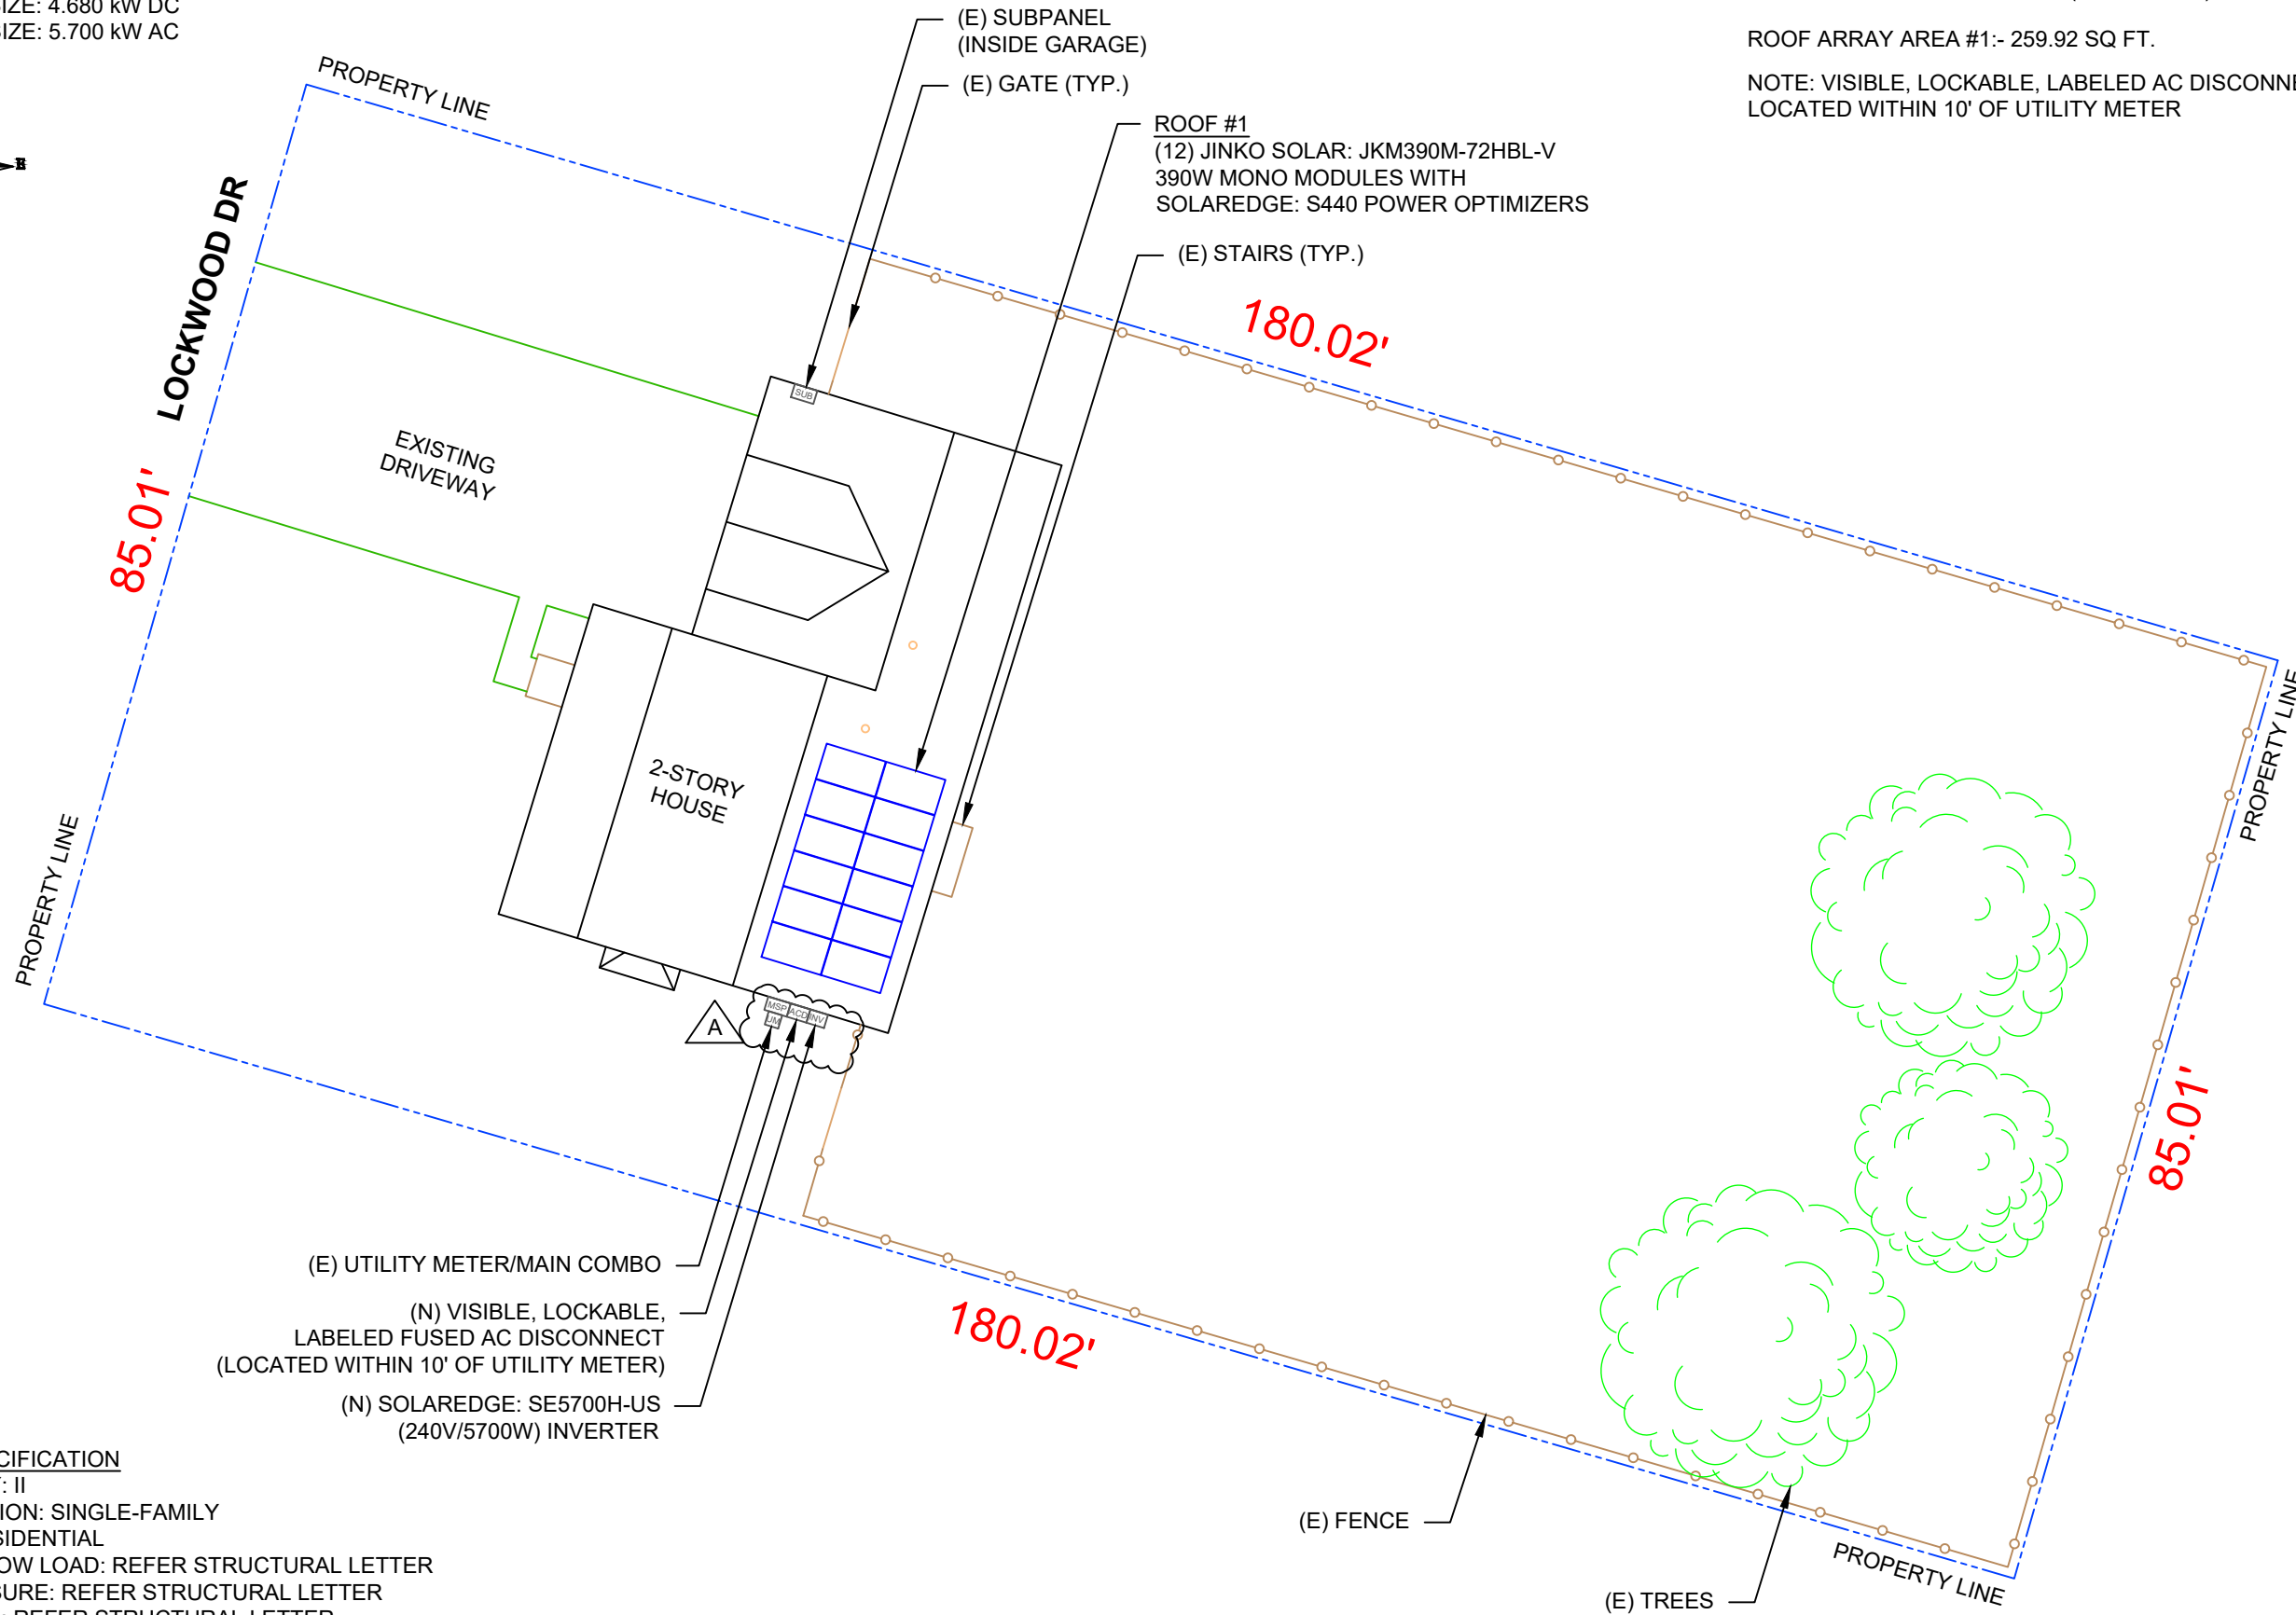 SIZE: 4.680 kW DC
SIZE: 5.700 kW AC
(E) SUBPANEL
(INSIDE GARAGE)
(E) GATE (TYP.)
ROOF ARRAY AREA #1:- 259.92 SQ FT.
NOTE: VISIBLE, LOCKABLE, LABELED AC DISCONNE
LOCATED WITHIN 10' OF UTILITY METER
PROPERTY LINE
ROOF #1
(12) JINKO SOLAR: JKM390M-72HBL-V
390W MONO MODULES WITH
SOLAREDGE: S440 POWER OPTIMIZERS
(E) STAIRS (TYP.)
LOCKWOOD DR
180.02'
SUB
EXISTING
DRIVEWAY
85.01'
PROPERTY LINE
2-STORY
HOUSE
PROPERTY LINE
MSP
ACD
INV
UM
A
85.01'
(E) UTILITY METER/MAIN COMBO
(N) VISIBLE, LOCKABLE,
LABELED FUSED AC DISCONNECT
(LOCATED WITHIN 10' OF UTILITY METER)
180.02'
(N) SOLAREDGE: SE5700H-US
(240V/5700W) INVERTER
CIFICATION
: II
ION: SINGLE-FAMILY
SIDENTIAL
OW LOAD: REFER STRUCTURAL LETTER
SURE: REFER STRUCTURAL LETTER
: REFER STRUCTURAL LETTER
(E) FENCE
(E) TREES
PROPERTY LINE